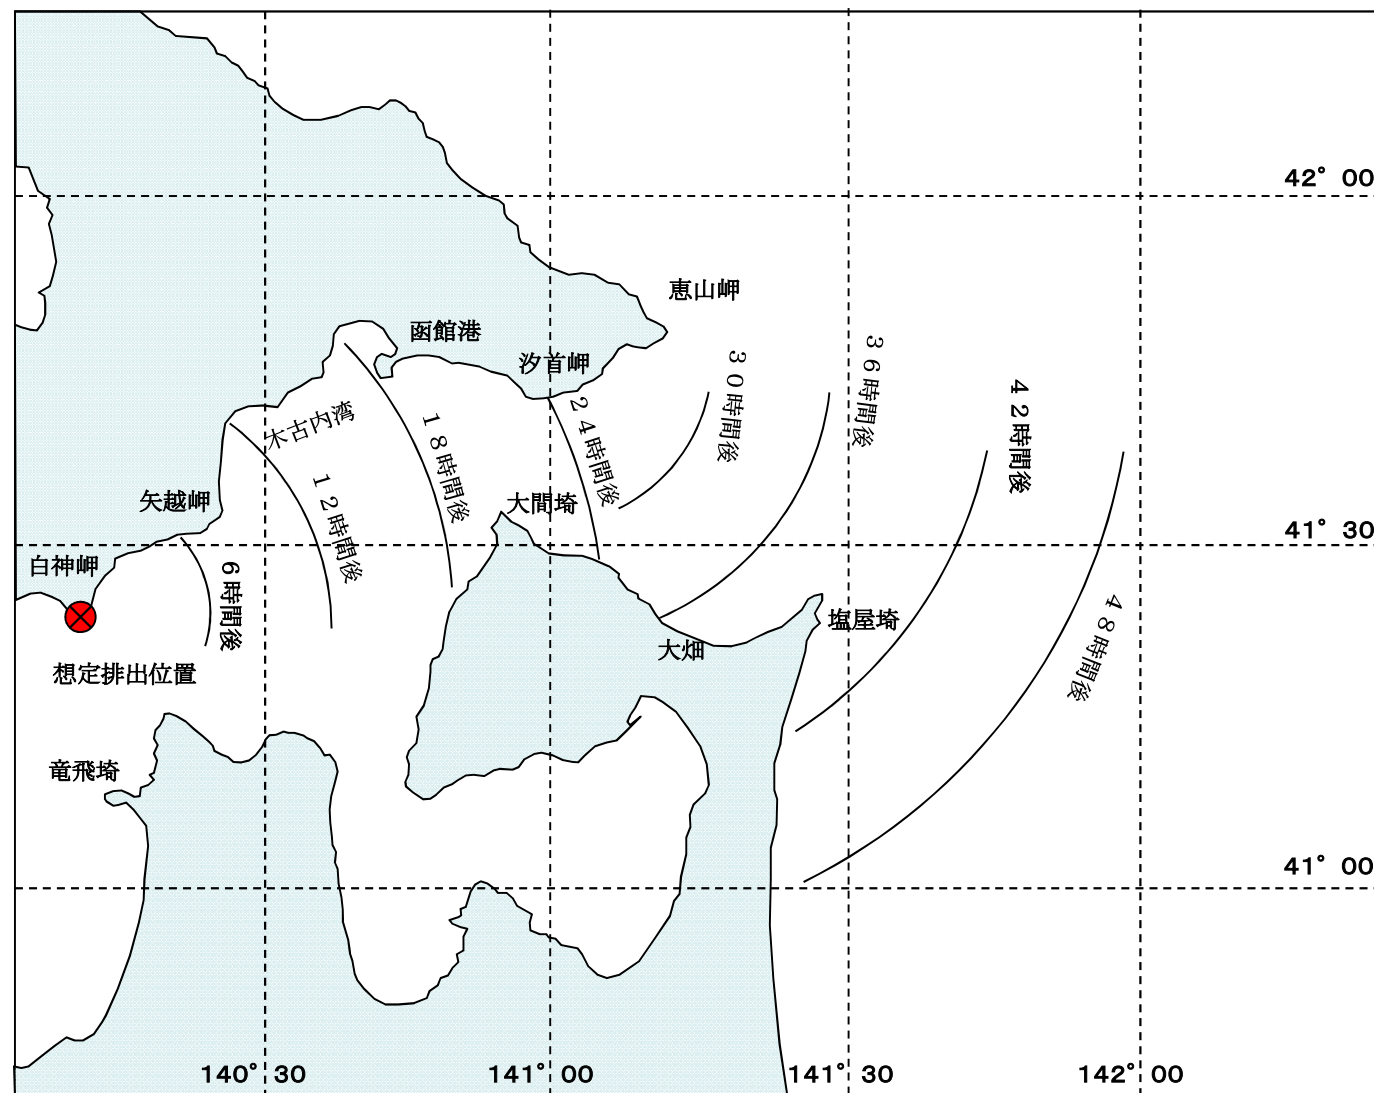 42° 00
恵山岬
函館港
汐首岬
30時間後
36時間後
42時間後
24時間後
18時間後
木古内湾
12時間後
矢越岬
大間埼
41° 30
白神岬
6時間後
48時間後
塩屋埼
大畑
想定排出位置
竜飛埼
41° 00
140° 30
141° 00
141° 30
142° 00